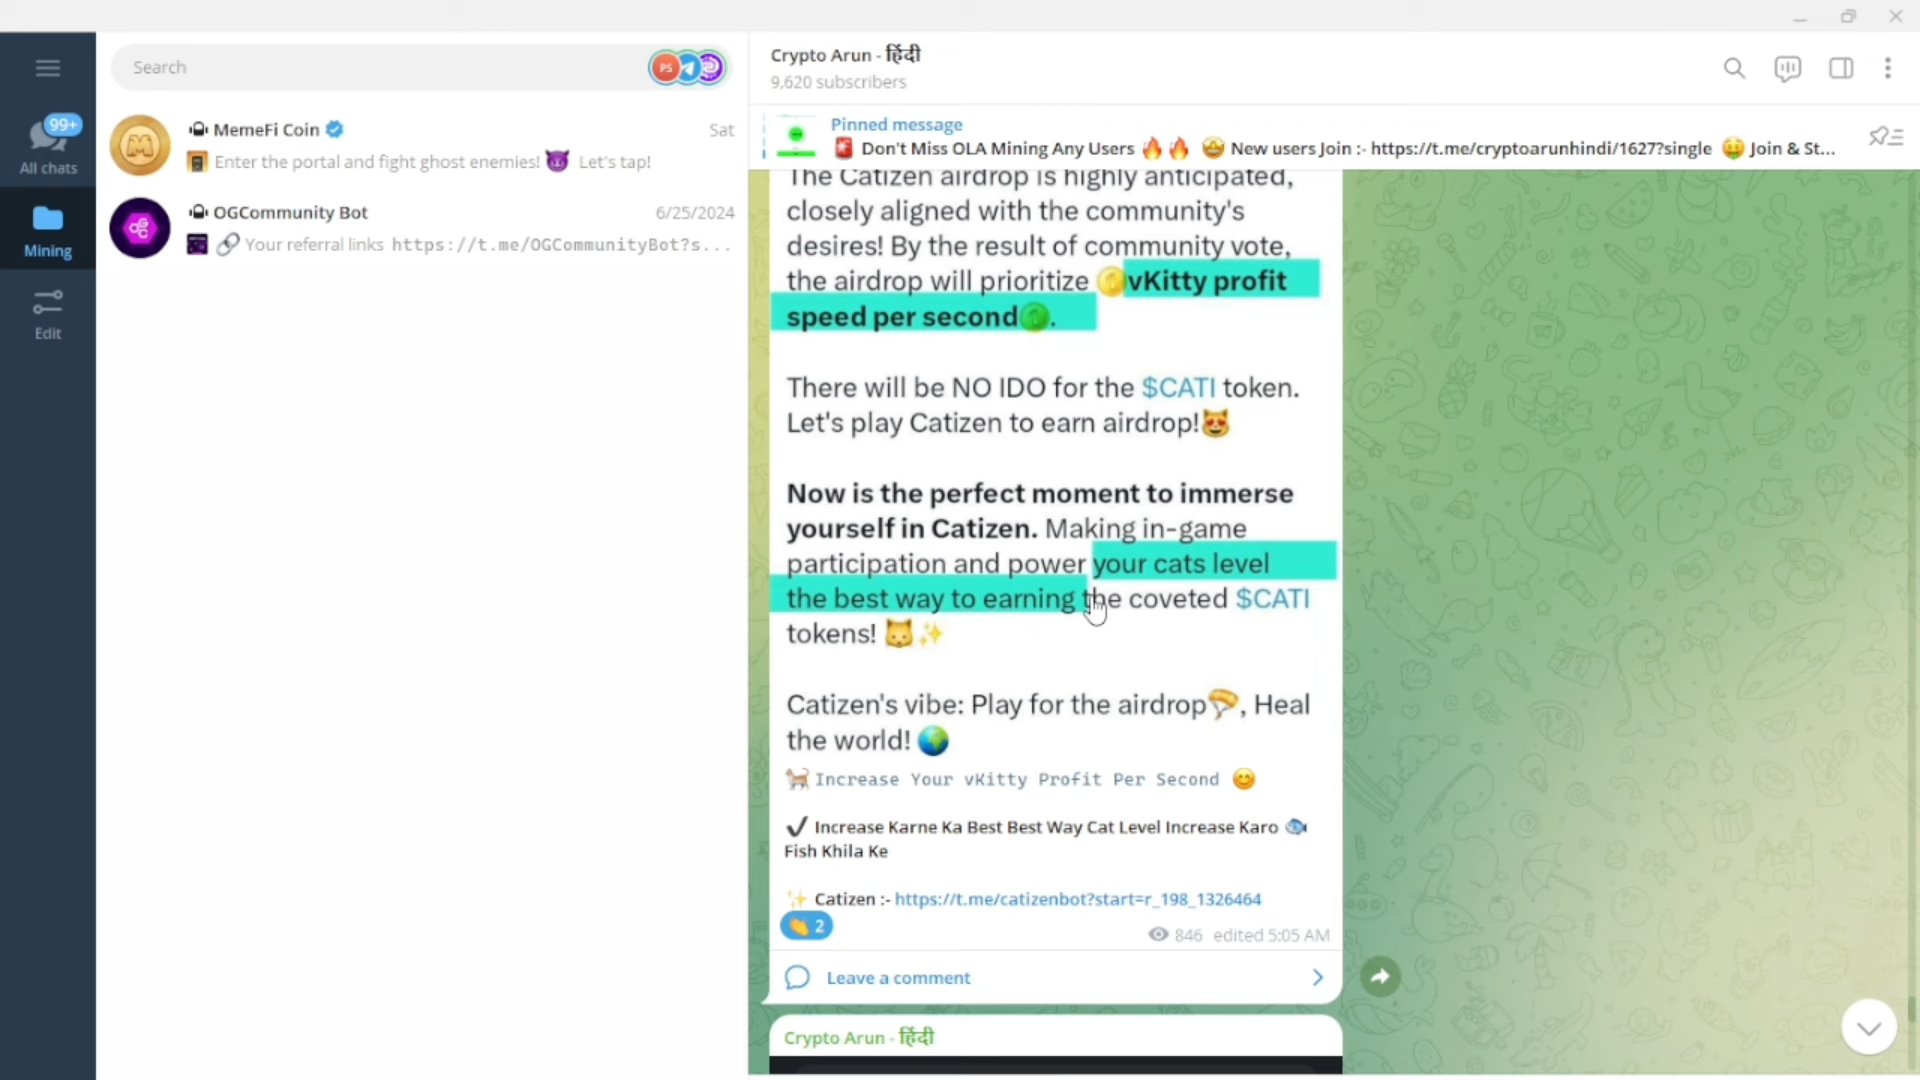 Search
PS
99+
All chats
Mining
Edit
MemeFi Coin
Sat
Enter the portal and fight ghost enemies! 😈 Let's tap!
OGCommunity Bot
6/25/2024
🔗 Your referral links https://t.me/OGCommunityBot?s...
Crypto Arun - हिंदी
9,620 subscribers
Pinned message
🚨 Don't Miss OLA Mining Any Users 🔥🔥 🤩 New users Join :- https://t.me/cryptoarunhindi/1627?single 🤑 Join & St...
The Catizen airdrop is highly anticipated,
closely aligned with the community's
desires! By the result of community vote,
the airdrop will prioritize 🪙vKitty profit
speed per second.
There will be NO IDO for the $CATI token.
Let's play Catizen to earn airdrop!😻
Now is the perfect moment to immerse
yourself in Catizen. Making in-game
participation and power your cats level
the best way to earning the coveted $CATI
tokens! 🐱✨
Catizen's vibe: Play for the airdrop🪂, Heal
the world! 🌍
🐈Increase Your vKitty Profit Per Second 😊
✔️ Increase Karne Ka Best Best Way Cat Level Increase Karo 🐟
Fish Khila Ke
✨ Catizen :- https://t.me/catizenbot?start=r_198_1326464
👏 2
846 edited 5:05 AM
Leave a comment
Crypto Arun - हिंदी